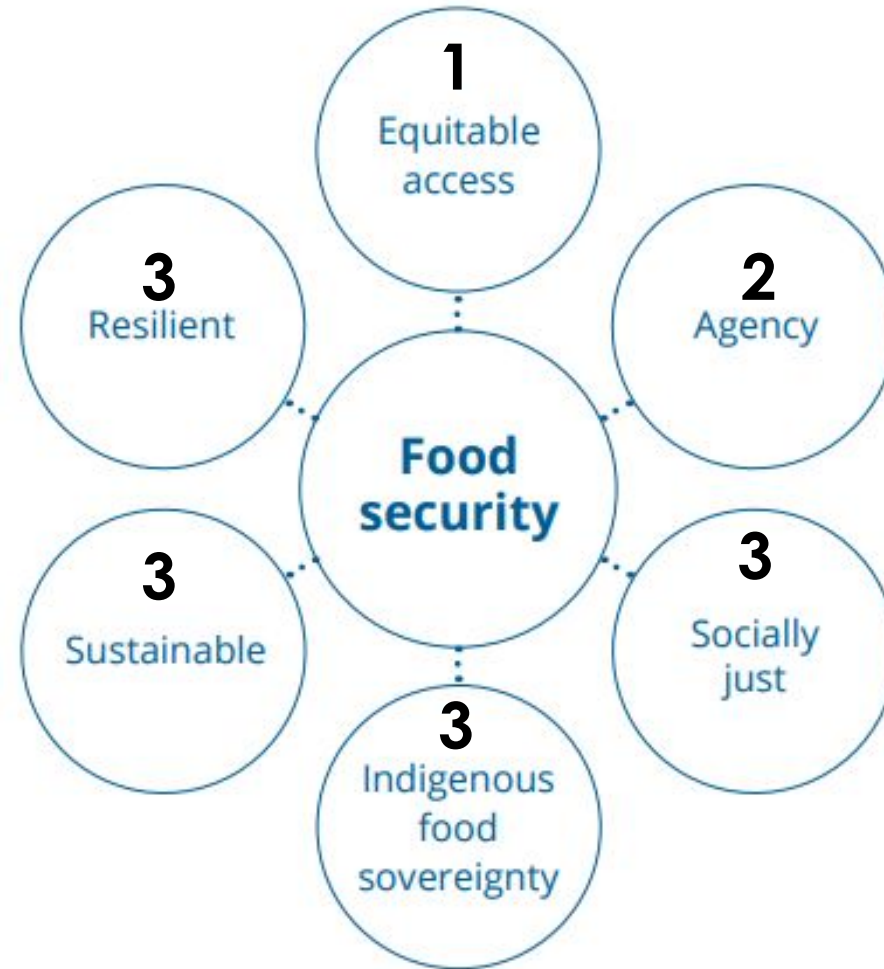 1
Equitable
access
3
Resilient
2
Agency
Food
security
3
Sustainable
3
Socially
just
3
Indigenous
food
sovereignty